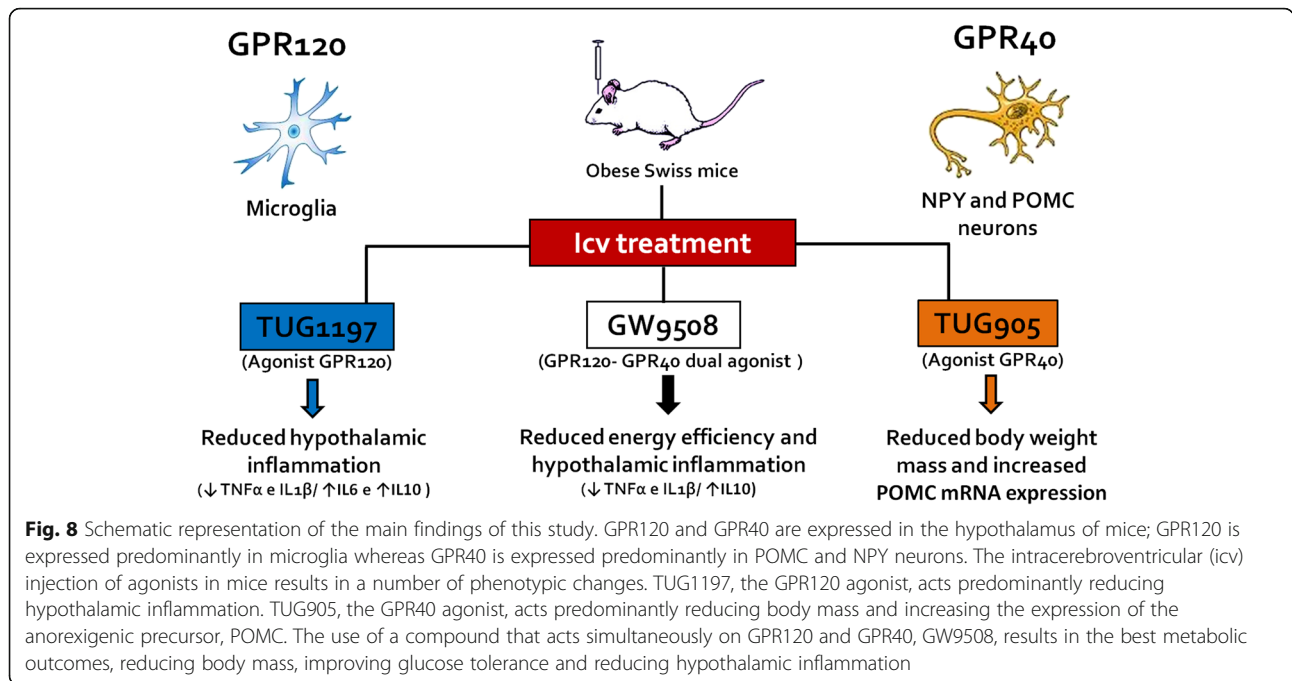 GPR120
GPR40
Obese Swiss mice
Microglia
NPY and POMC
neurons
Icv treatment
TUG1197
(Agonist GPR120)
GW9508
(GPR120- GPR40 dual agonist )
TUG905
(Agonist GPR40)
Reduced hypothalamic
inflammation
(↓ TNFα e IL1β/ ↑IL6 e ↑IL10 )
Reduced energy efficiency and
hypothalamic inflammation
(↓ TNFα e IL1β/ ↑IL10)
Reduced body weight
mass and increased
POMC mRNA expression
Fig. 8 Schematic representation of the main findings of this study. GPR120 and GPR40 are expressed in the hypothalamus of mice; GPR120 is
expressed predominantly in microglia whereas GPR40 is expressed predominantly in POMC and NPY neurons. The intracerebroventricular (icv)
injection of agonists in mice results in a number of phenotypic changes. TUG1197, the GPR120 agonist, acts predominantly reducing
hypothalamic inflammation. TUG905, the GPR40 agonist, acts predominantly reducing body mass and increasing the expression of the
anorexigenic precursor, POMC. The use of a compound that acts simultaneously on GPR120 and GPR40, GW9508, results in the best metabolic
outcomes, reducing body mass, improving glucose tolerance and reducing hypothalamic inflammation